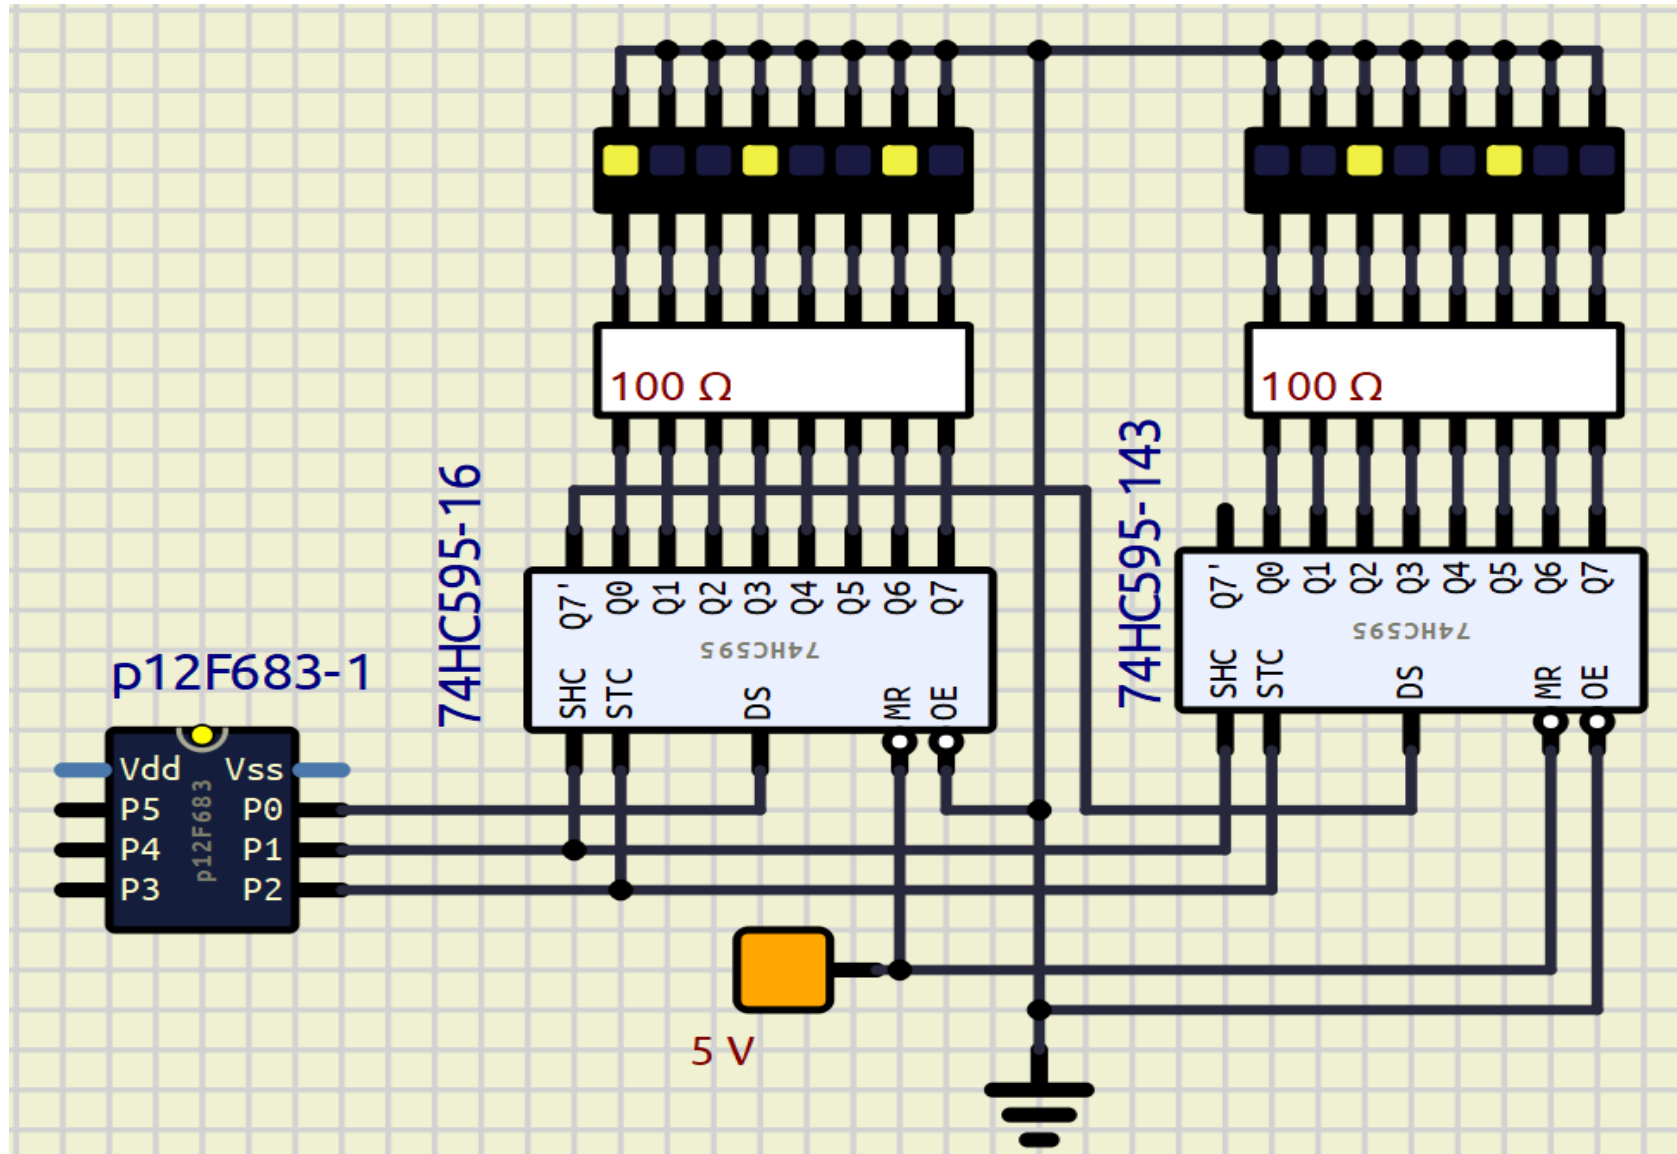 100 Ω
100 Ω
74HC595-16
Q7' Q0 Q1 Q2 Q3 Q4 Q5 Q6 Q7
74HC595
SHC STC DS MR OE
74HC595-143
Q7' Q0 Q1 Q2 Q3 Q4 Q5 Q6 Q7
74HC595
SHC STC DS MR OE
p12F683-1
Vdd Vss
P5 P0
P4 P1
P3 P2
p12F683
5 V